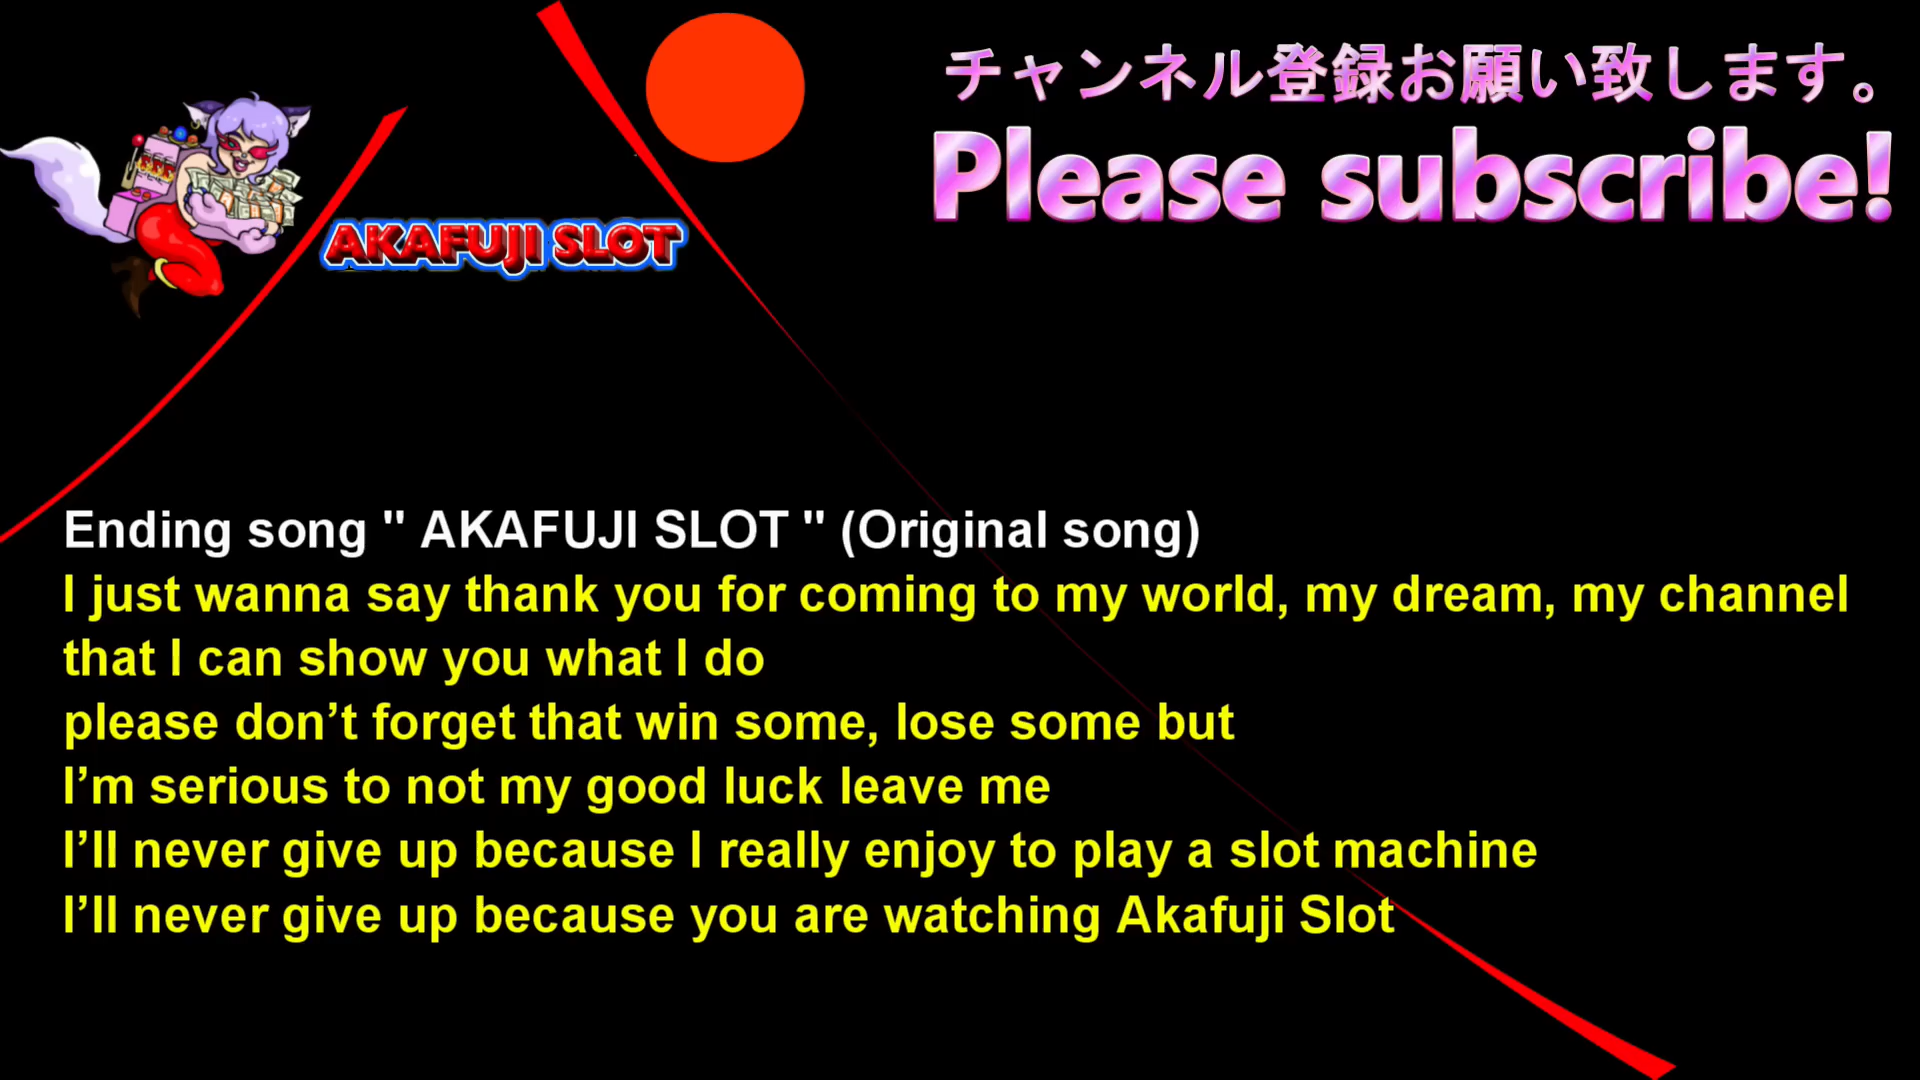 チャンネル登録お願い致します。
Please subscribe!
AKAFUJI SLOT
Ending song " AKAFUJI SLOT " (Original song)
I just wanna say thank you for coming to my world, my dream, my channel
that I can show you what I do
please don’t forget that win some, lose some but
I’m serious to not my good luck leave me
I’ll never give up because I really enjoy to play a slot machine
I’ll never give up because you are watching Akafuji Slot